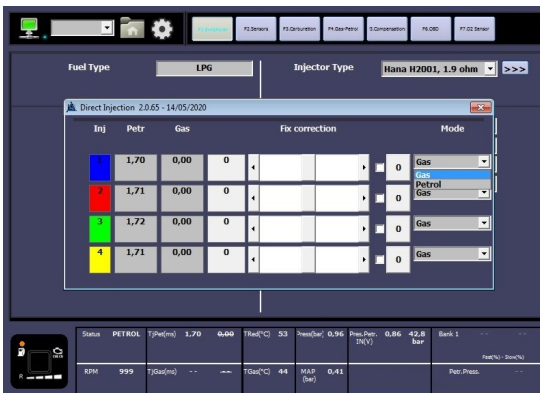 F2.Sensors F3.Carburetion F4.Gas-Petrol 5.Compensation F6.OBD F7.O2 Sensor
Fuel Type LPG Injector Type Hana H2001, 1.9 ohm >>>
Direct Injection 2.0.65 - 14/05/2020
Inj Petr Gas Fix correction Mode
1 1,70 0,00 0 0 Gas
Gas
Petrol
2 1,71 0,00 0 0 Gas
3 1,72 0,00 0 0 Gas
4 1,71 0,00 0 0 Gas
Status PETROL TjPet(ms) 1,70 0,00 TRed(°C) 53 Press(bar) 0,96 Pres.Petr. IN(V) 0,86 42,8 bar Bank 1 -- --
Fast(%) - Slow(%)
RPM 999 TjGas(ms) -- -- TGas(°C) 44 MAP (bar) 0,41 Petr.Press. --
R